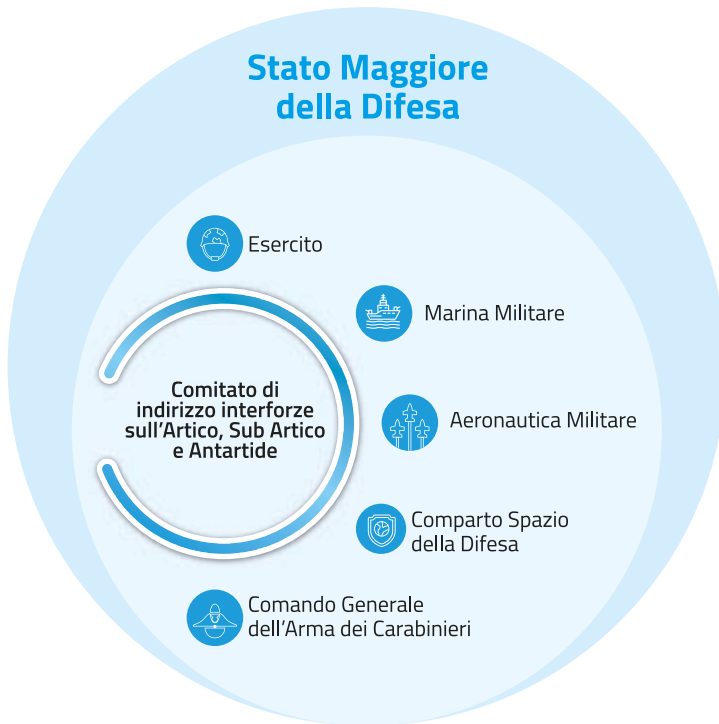 Stato Maggiore
della Difesa
Esercito
Marina Militare
Comitato di
indirizzo interforze
sull’Artico, Sub Artico
e Antartide
Aeronautica Militare
Comparto Spazio
della Difesa
Comando Generale
dell’Arma dei Carabinieri